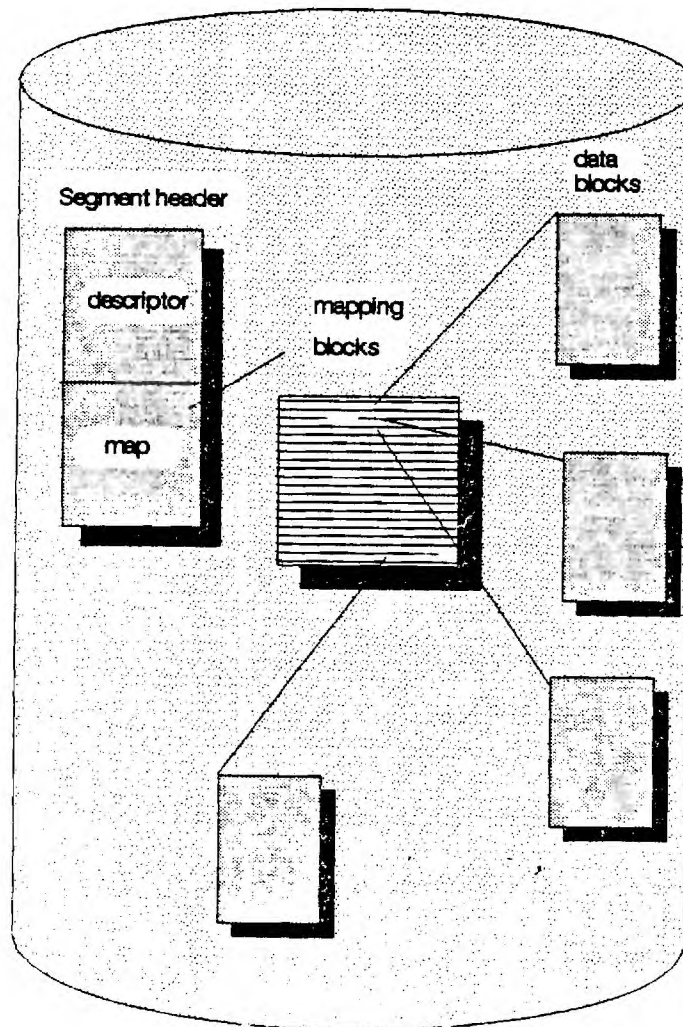 data
blocks
Segment header
descriptor
mapping
blocks
map